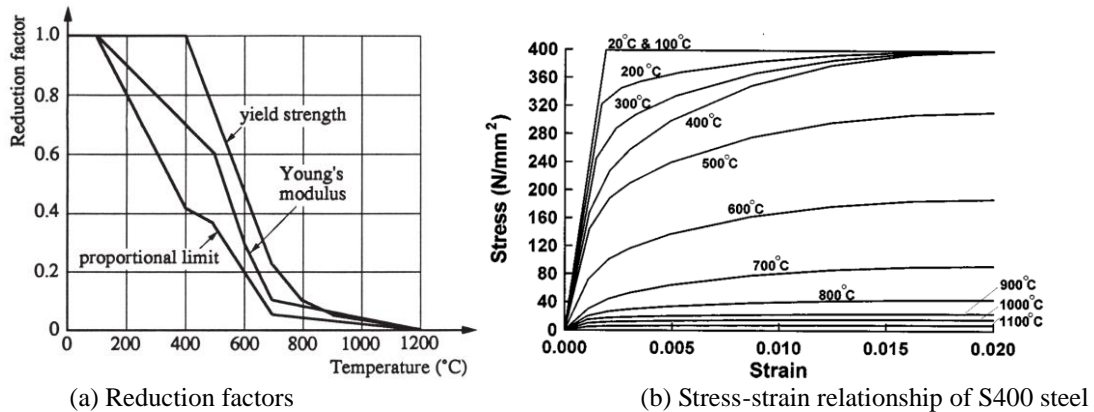 Reduction factor
1.0
0.8
0.6
0.4
0.2
0
yield strength
Young's
modulus
proportional limit
0 200 400 600 800 1000 1200
Temperature (°C)
(a) Reduction factors
Stress (N/mm²)
400
360
320
280
240
200
160
120
80
40
0
20°C & 100°C
200°C
300°C
400°C
500°C
600°C
700°C
800°C
900°C
1000°C
1100°C
0.000 0.005 0.010 0.015 0.020
Strain
(b) Stress-strain relationship of S400 steel